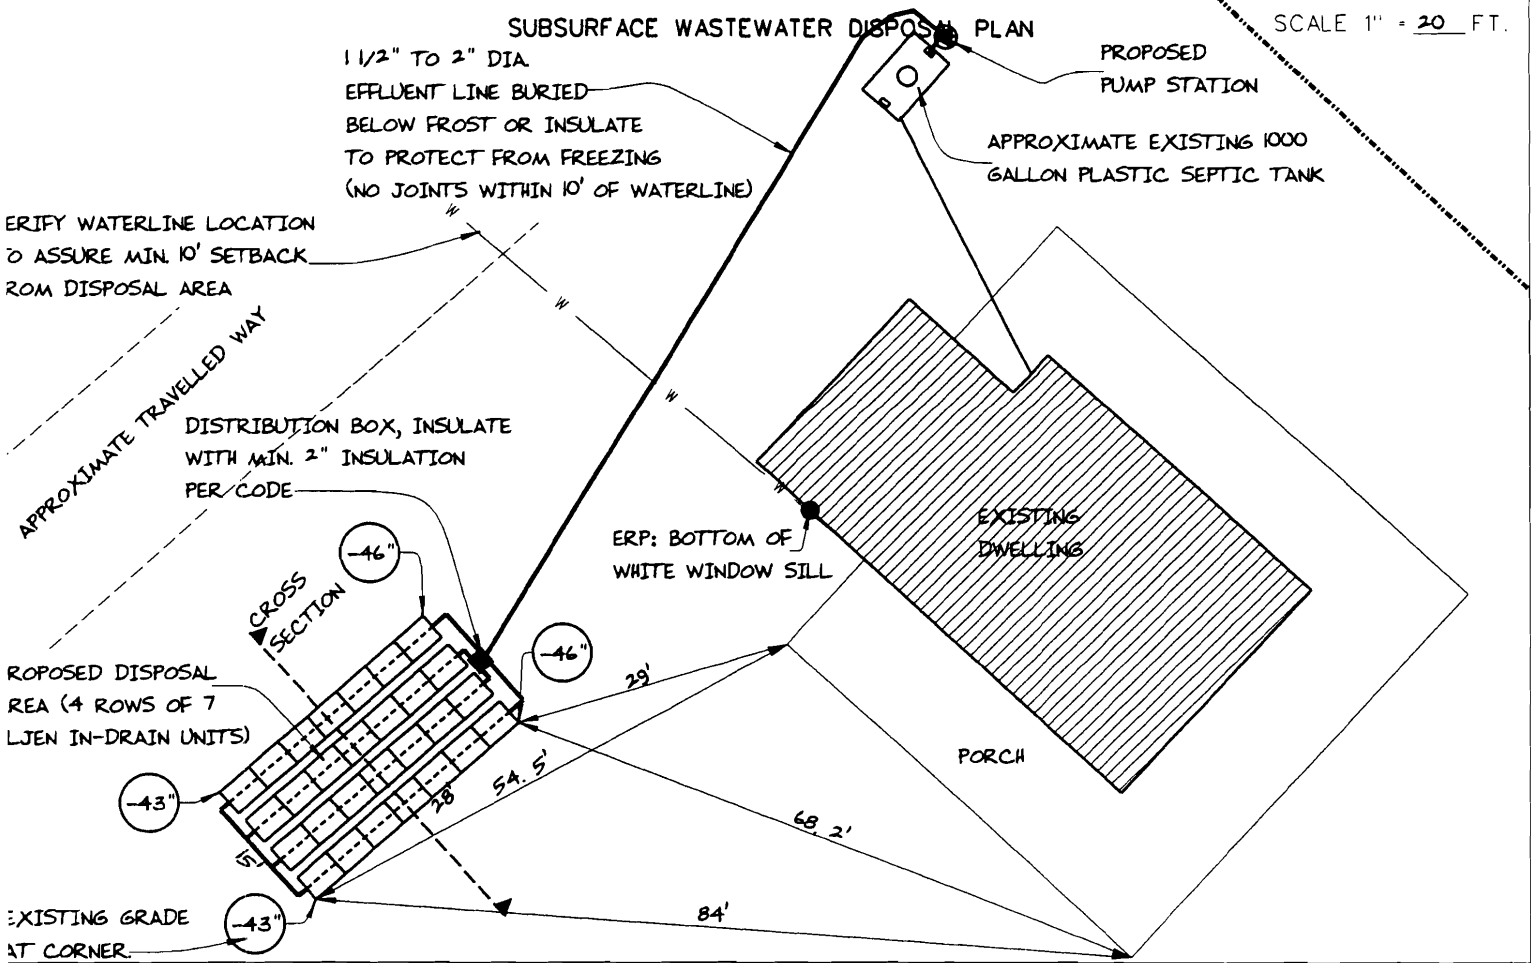 SUBSURFACE WASTEWATER DISPOSAL PLAN
SCALE 1" = 20 FT.
1 1/2" TO 2" DIA.
EFFLUENT LINE BURIED
BELOW FROST OR INSULATE
TO PROTECT FROM FREEZING
(NO JOINTS WITHIN 10' OF WATERLINE)
PROPOSED
PUMP STATION
APPROXIMATE EXISTING 1000
GALLON PLASTIC SEPTIC TANK
ERIFY WATERLINE LOCATION
O ASSURE MIN. 10' SETBACK
ROM DISPOSAL AREA
W
W
W
W
APPROXIMATE TRAVELLED WAY
DISTRIBUTION BOX, INSULATE
WITH MIN. 2" INSULATION
PER CODE
ERP: BOTTOM OF
WHITE WINDOW SILL
EXISTING
DWELLING
-46"
CROSS
SECTION
-46"
ROPOSED DISPOSAL
REA (4 ROWS OF 7
LJEN IN-DRAIN UNITS)
29'
54.5'
28'
PORCH
-43"
68.2'
15'
84'
EXISTING GRADE
AT CORNER.
-43"